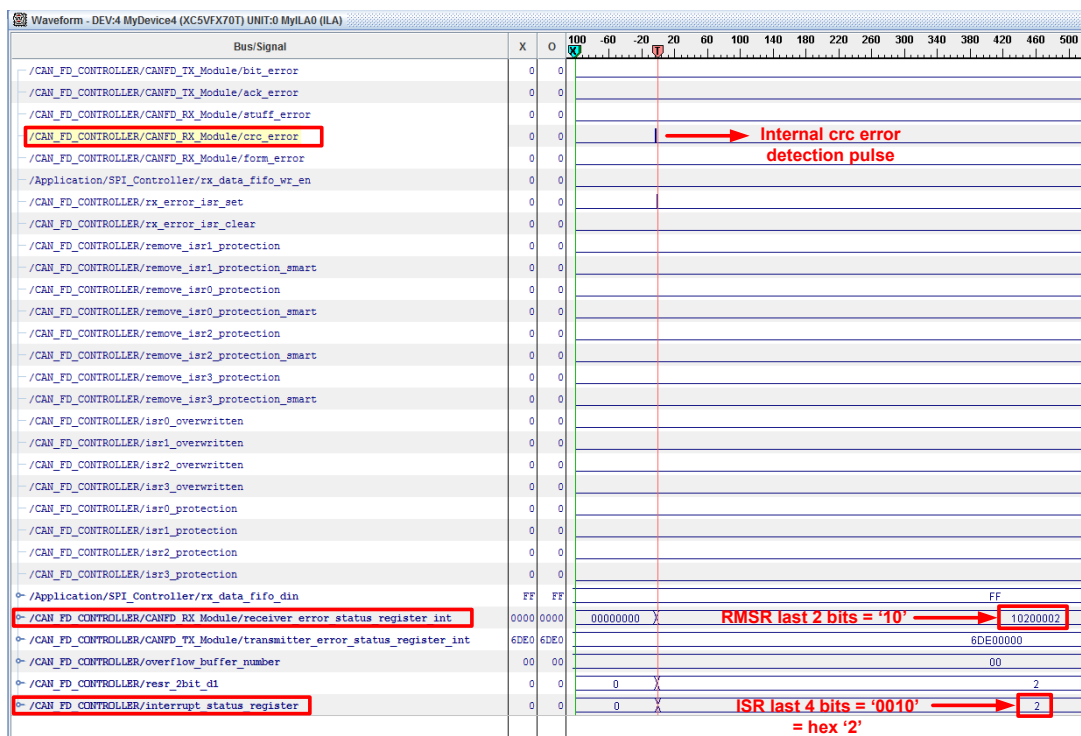 Waveform - DEV:4 MyDevice4 (XC5VFX70T) UNIT:0 MyILA0 (ILA)
Bus/Signal X O 100 -60 -20 T 20 60 100 140 180 220 260 300 340 380 420 460 500
X
/CAN_FD_CONTROLLER/CANFD_TX_Module/bit_error 0 0
/CAN_FD_CONTROLLER/CANFD_TX_Module/ack_error 0 0
/CAN_FD_CONTROLLER/CANFD_RX_Module/stuff_error 0 0
/CAN_FD_CONTROLLER/CANFD_RX_Module/crc_error 0 0 Internal crc error
detection pulse
/CAN_FD_CONTROLLER/CANFD_RX_Module/form_error 0 0
/Application/SPI_Controller/rx_data_fifo_wr_en 0 0
/CAN_FD_CONTROLLER/rx_error_isr_set 0 0
/CAN_FD_CONTROLLER/rx_error_isr_clear 0 0
/CAN_FD_CONTROLLER/remove_isr1_protection 0 0
/CAN_FD_CONTROLLER/remove_isr1_protection_smart 0 0
/CAN_FD_CONTROLLER/remove_isr0_protection 0 0
/CAN_FD_CONTROLLER/remove_isr0_protection_smart 0 0
/CAN_FD_CONTROLLER/remove_isr2_protection 0 0
/CAN_FD_CONTROLLER/remove_isr2_protection_smart 0 0
/CAN_FD_CONTROLLER/remove_isr3_protection 0 0
/CAN_FD_CONTROLLER/remove_isr3_protection_smart 0 0
/CAN_FD_CONTROLLER/isr0_overwritten 0 0
/CAN_FD_CONTROLLER/isr1_overwritten 0 0
/CAN_FD_CONTROLLER/isr2_overwritten 0 0
/CAN_FD_CONTROLLER/isr3_overwritten 0 0
/CAN_FD_CONTROLLER/isr0_protection 0 0
/CAN_FD_CONTROLLER/isr1_protection 0 0
/CAN_FD_CONTROLLER/isr2_protection 0 0
/CAN_FD_CONTROLLER/isr3_protection 0 0
/Application/SPI_Controller/rx_data_fifo_din FF FF FF
/CAN_FD_CONTROLLER/CANFD_RX_Module/receiver_error_status_register_int 0000 0000 00000000 RMSR last 2 bits = ‘10’ 10200002
/CAN_FD_CONTROLLER/CANFD_TX_Module/transmitter_error_status_register_int 6DE0 6DE0 6DE00000
/CAN_FD_CONTROLLER/overflow_buffer_number 00 00 00
/CAN_FD_CONTROLLER/resr_2bit_d1 0 0 0 2
/CAN_FD_CONTROLLER/interrupt_status_register 0 0 0 ISR last 4 bits = ‘0010’ 2
= hex ‘2’